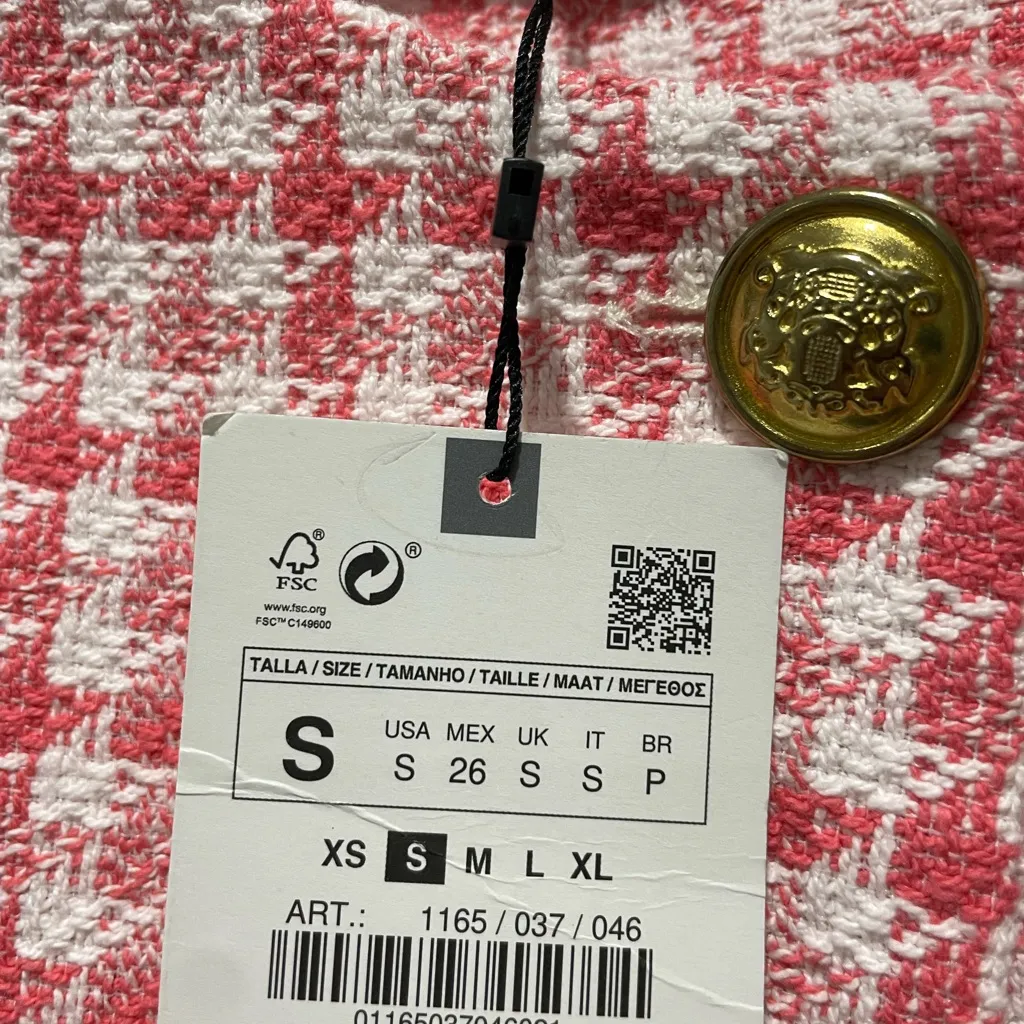 FSC®
®
www.fsc.org
FSC™ C149600
TALLA / SIZE / TAMANHO / TAILLE / MAAT / ΜΕΓΕΘΟΣ
S
USA MEX UK IT BR
S 26 S S P
XS S M L XL
ART.: 1165 / 037 / 046